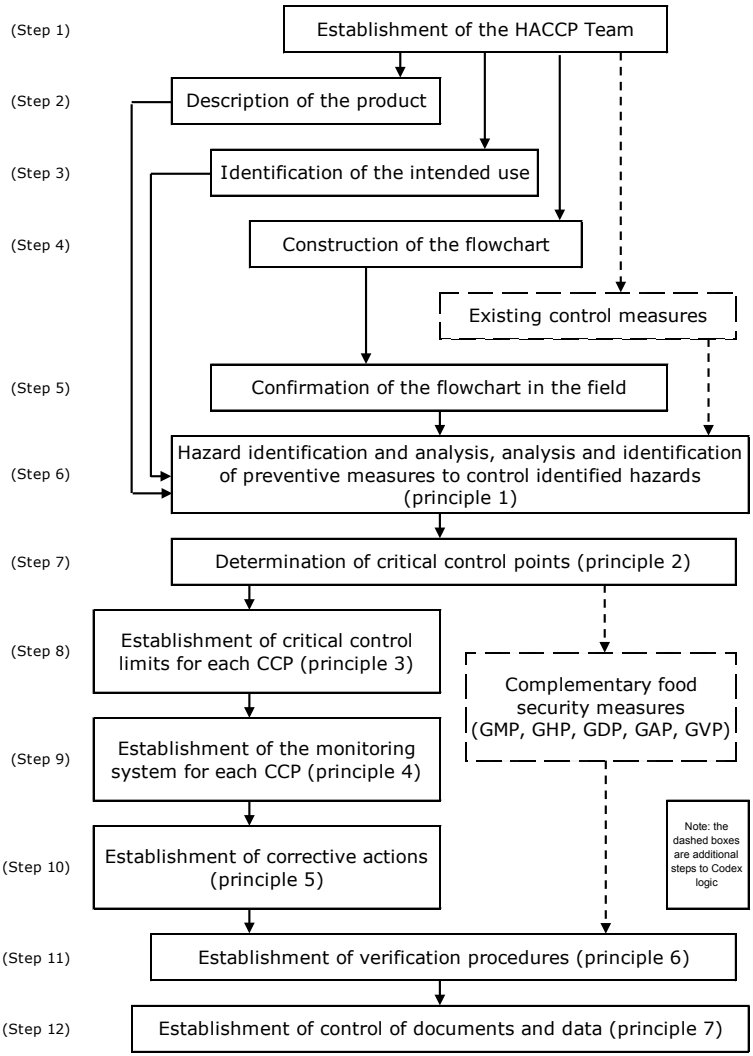 (Step 1)
Establishment of the HACCP Team
(Step 2)
Description of the product
(Step 3)
Identification of the intended use
(Step 4)
Construction of the flowchart
Existing control measures
(Step 5)
Confirmation of the flowchart in the field
(Step 6)
Hazard identification and analysis, analysis and identification
of preventive measures to control identified hazards
(principle 1)
(Step 7)
Determination of critical control points (principle 2)
(Step 8)
Establishment of critical control
limits for each CCP (principle 3)
Complementary food
security measures
(GMP, GHP, GDP, GAP, GVP)
(Step 9)
Establishment of the monitoring
system for each CCP (principle 4)
(Step 10)
Establishment of corrective actions
(principle 5)
Note: the
dashed boxes
are additional
steps to Codex
logic
(Step 11)
Establishment of verification procedures (principle 6)
(Step 12)
Establishment of control of documents and data (principle 7)